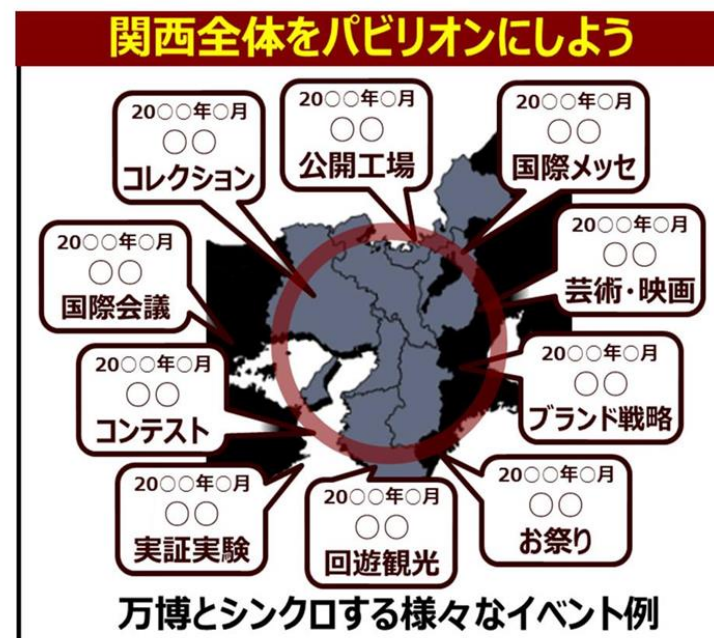 関西全体をパビリオンにしよう
20○○年○月
○○
コレクション
20○○年○月
○○
公開工場
20○○年○月
○○
国際メッセ
20○○年○月
○○
国際会議
20○○年○月
○○
芸術・映画
20○○年○月
○○
コンテスト
20○○年○月
○○
ブランド戦略
20○○年○月
○○
実証実験
20○○年○月
○○
回遊観光
20○○年○月
○○
お祭り
万博とシンクロする様々なイベント例